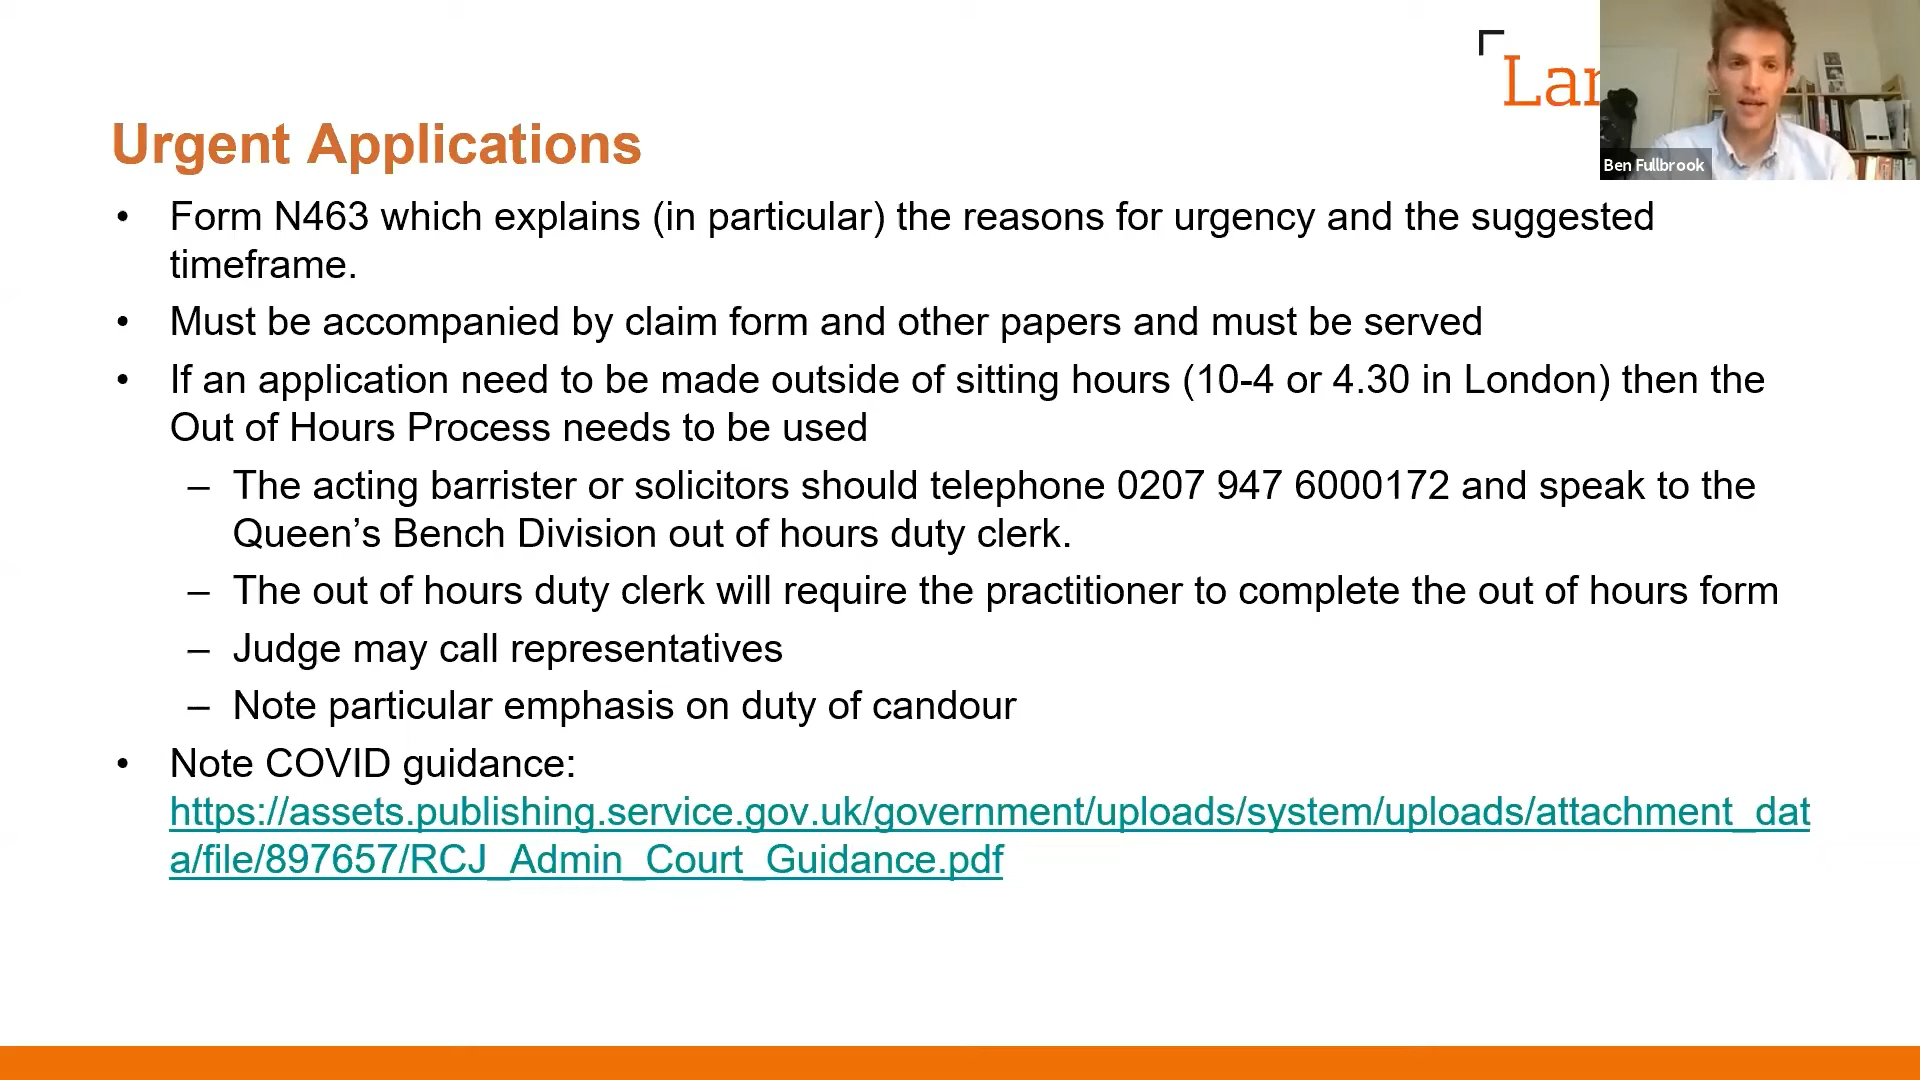 Lan
Ben Fullbrook
Urgent Applications
• Form N463 which explains (in particular) the reasons for urgency and the suggested
timeframe.
• Must be accompanied by claim form and other papers and must be served
• If an application need to be made outside of sitting hours (10-4 or 4.30 in London) then the
Out of Hours Process needs to be used
– The acting barrister or solicitors should telephone 0207 947 6000172 and speak to the
Queen’s Bench Division out of hours duty clerk.
– The out of hours duty clerk will require the practitioner to complete the out of hours form
– Judge may call representatives
– Note particular emphasis on duty of candour
• Note COVID guidance:
https://assets.publishing.service.gov.uk/government/uploads/system/uploads/attachment_dat
a/file/897657/RCJ_Admin_Court_Guidance.pdf